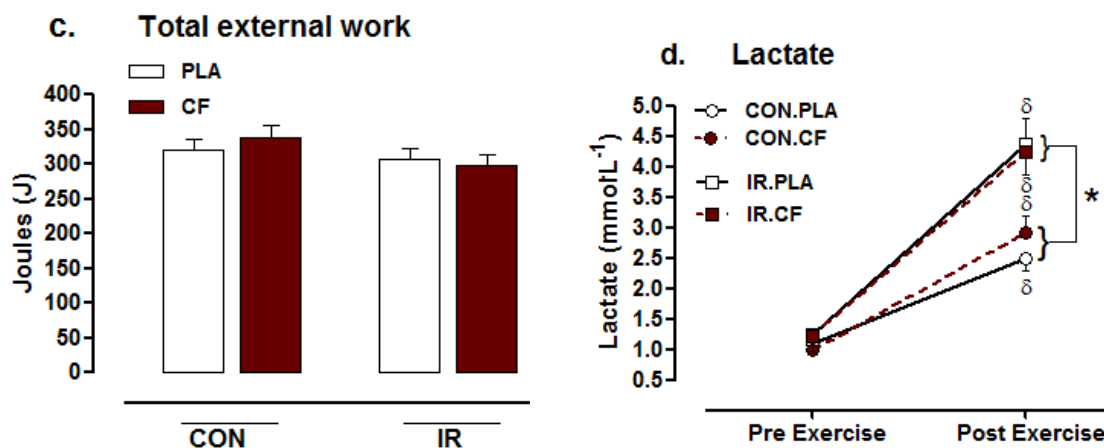 c. Total external work
PLA
CF
Joules (J)
400
350
300
250
200
150
100
50
0
CON
IR
d. Lactate
CON.PLA
CON.CF
IR.PLA
IR.CF
Lactate (mmol·L⁻¹)
5.0
4.5
4.0
3.5
3.0
2.5
2.0
1.5
1.0
0.5
δ
}
δ
δ
*
}
δ
Pre Exercise
Post Exercise